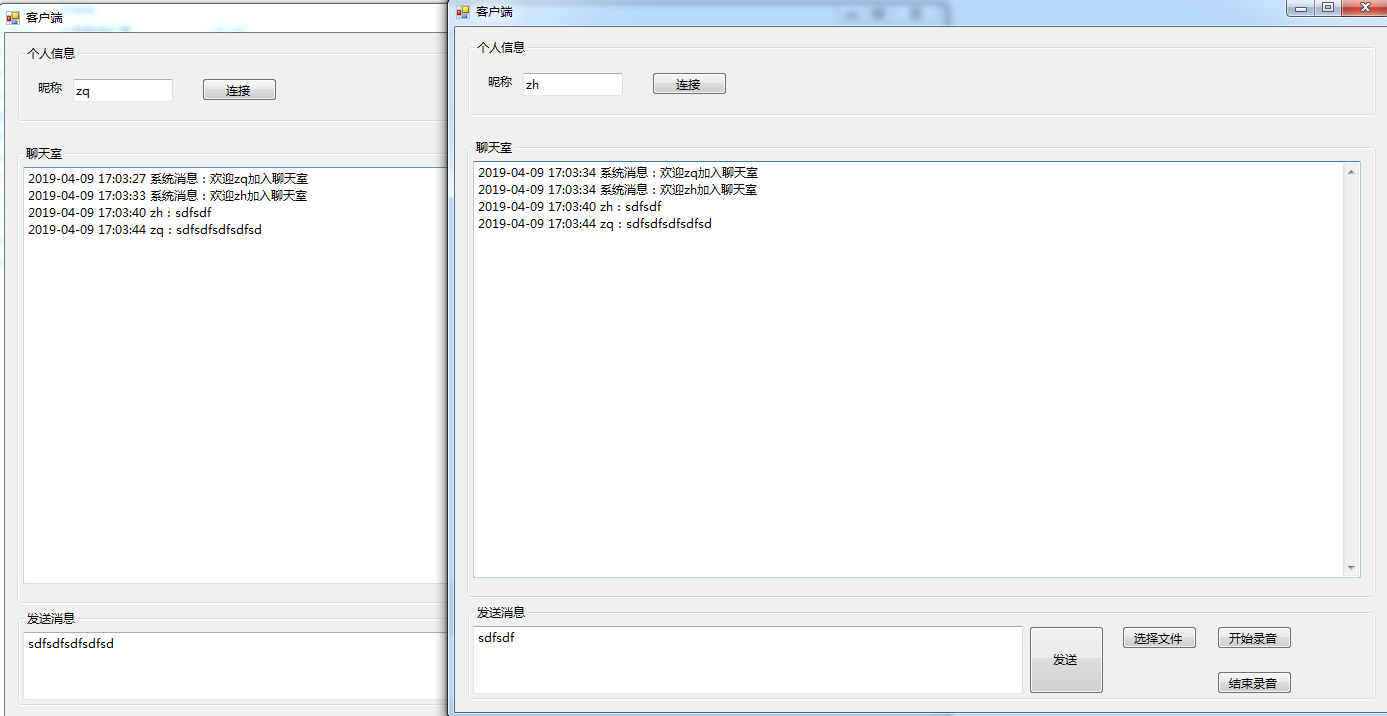 客户端
个人信息
昵称 zq 连接
聊天室
2019-04-09 17:03:27 系统消息：欢迎zq加入聊天室
2019-04-09 17:03:33 系统消息：欢迎zh加入聊天室
2019-04-09 17:03:40 zh：sdfsdf
2019-04-09 17:03:44 zq：sdfsdfsdfsdfsd
发送消息
sdfsdfsdfsdfsd
客户端
个人信息
昵称 zh 连接
聊天室
2019-04-09 17:03:34 系统消息：欢迎zq加入聊天室
2019-04-09 17:03:34 系统消息：欢迎zh加入聊天室
2019-04-09 17:03:40 zh：sdfsdf
2019-04-09 17:03:44 zq：sdfsdfsdfsdfsd
发送消息
sdfsdf
发送 选择文件 开始录音
结束录音